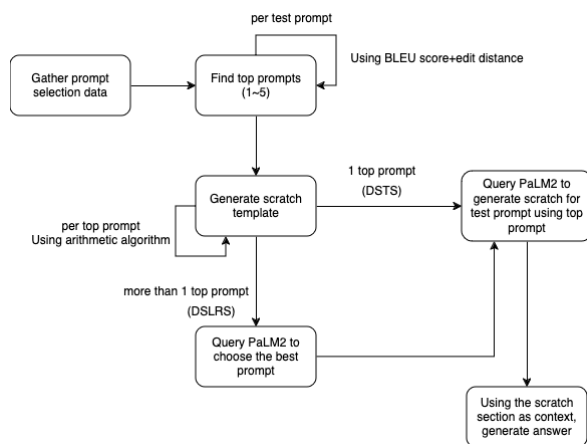 per test prompt
Using BLEU score+edit distance
Gather prompt
selection data
Find top prompts
(1~5)
1 top prompt
(DSTS)
Generate scratch
template
Query PaLM2 to
generate scratch for
test prompt using top
prompt
per top prompt
Using arithmetic algorithm
more than 1 top prompt
(DSLRS)
Query PaLM2 to
choose the best
prompt
Using the scratch
section as context,
generate answer